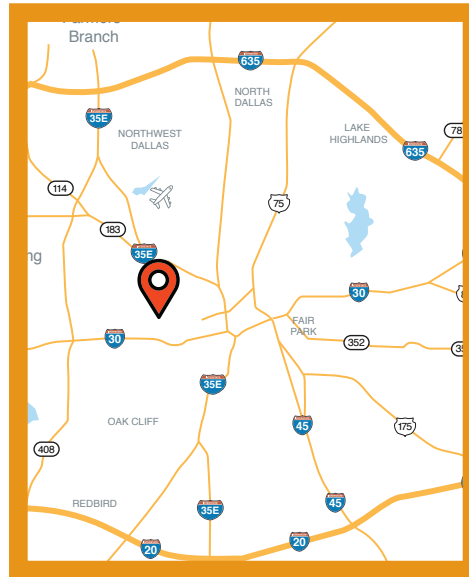 Branch
635
NORTH
DALLAS
35E
NORTHWEST
DALLAS
LAKE
HIGHLANDS
78
635
114
75
183
35E
ng
30
FAIR
PARK
30
352
35E
OAK CLIFF
45
175
408
REDBIRD
35E
45
20
20